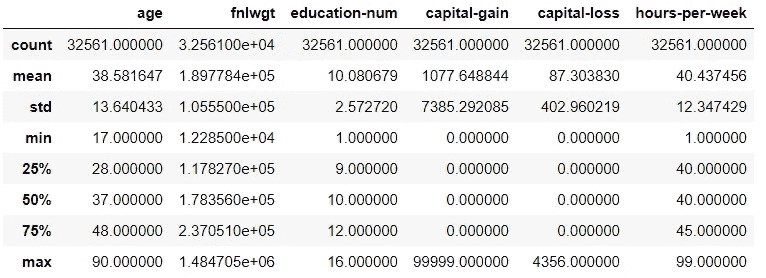 age fnlwgt education-num capital-gain capital-loss hours-per-week
count 32561.000000 3.256100e+04 32561.000000 32561.000000 32561.000000 32561.000000
mean 38.581647 1.897784e+05 10.080679 1077.648844 87.303830 40.437456
std 13.640433 1.055500e+05 2.572720 7385.292085 402.960219 12.347429
min 17.000000 1.228500e+04 1.000000 0.000000 0.000000 1.000000
25% 28.000000 1.178270e+05 9.000000 0.000000 0.000000 40.000000
50% 37.000000 1.783560e+05 10.000000 0.000000 0.000000 40.000000
75% 48.000000 2.370510e+05 12.000000 0.000000 0.000000 45.000000
max 90.000000 1.484705e+06 16.000000 99999.000000 4356.000000 99.000000